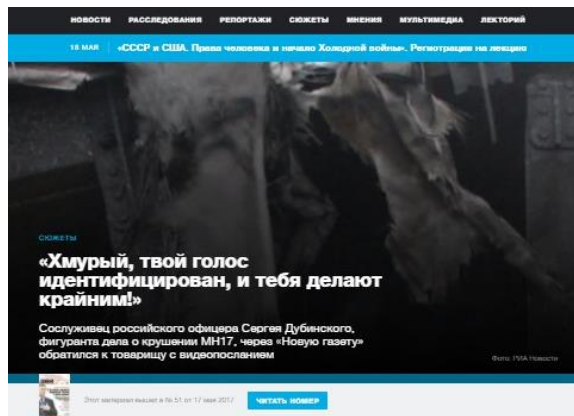 НОВОСТИ РАССЛЕДОВАНИЯ РЕПОРТАЖИ СЮЖЕТЫ МНЕНИЯ МУЛЬТИМЕДИА ЛЕКТОРИЙ
16 МАЯ «СССР и США. Права человека и начало Холодной войны». Регистрация на лекцию
СЮЖЕТЫ
«Хмурый, твой голос
идентифицирован, и тебя делают
крайним!»
Сослуживец российского офицера Сергея Дубинского,
фигуранта дела о крушении MH17, через «Новую газету»
обратился к товарищу с видеопосланием
Фото: РИА Новости
Этот материал вышел в № 51 от 17 мая 2017 ЧИТАТЬ НОМЕР